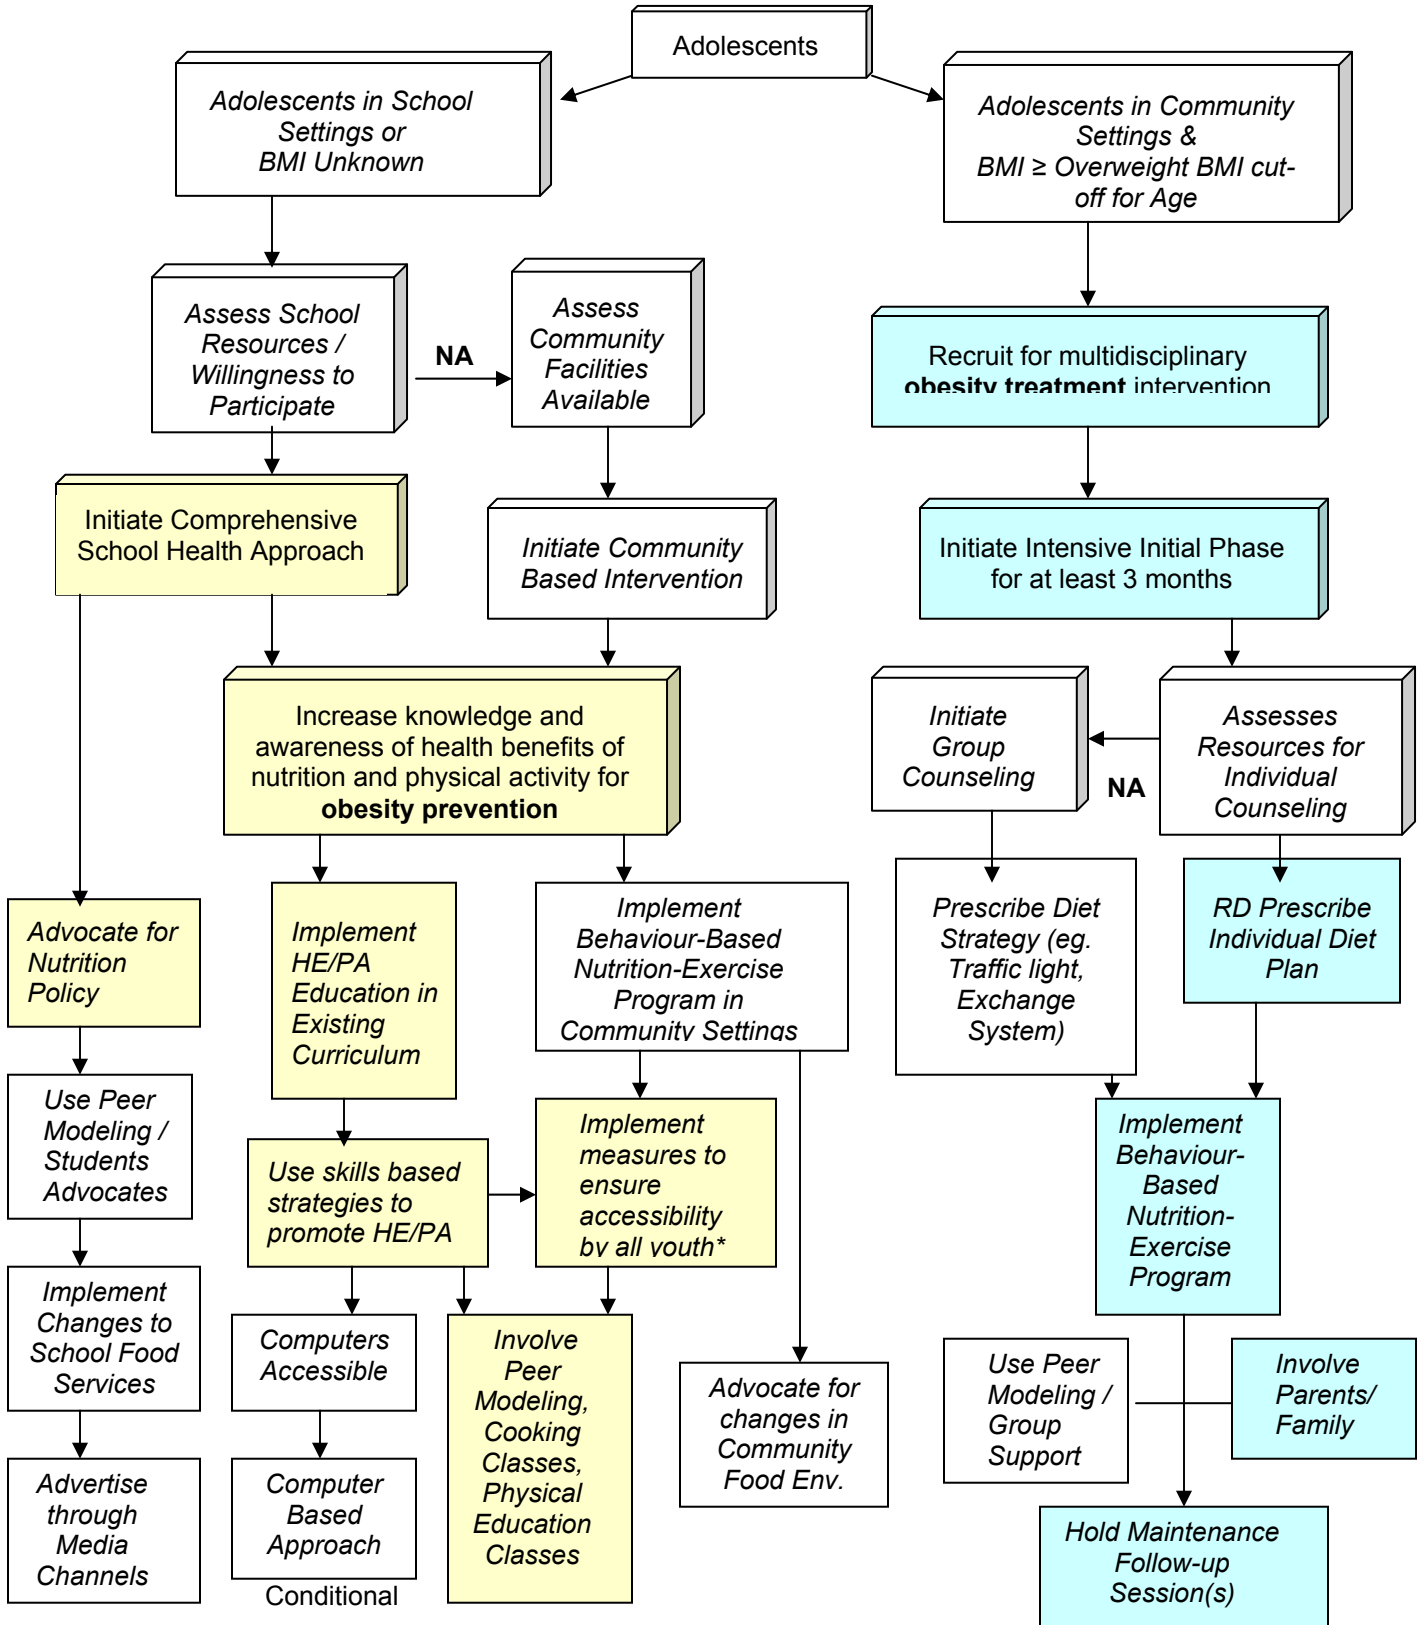 Adolescents
Adolescents in School
Settings or
BMI Unknown
Adolescents in Community
Settings &
BMI ≥ Overweight BMI cut-
off for Age
Assess School
Resources /
Willingness to
Participate
NA
Assess
Community
Facilities
Available
Recruit for multidisciplinary
obesity treatment intervention
Initiate Comprehensive
School Health Approach
Initiate Community
Based Intervention
Initiate Intensive Initial Phase
for at least 3 months
Increase knowledge and
awareness of health benefits of
nutrition and physical activity for
obesity prevention
Initiate
Group
Counseling
NA
Assesses
Resources for
Individual
Counseling
Advocate for
Nutrition
Policy
Implement
HE/PA
Education in
Existing
Curriculum
Implement
Behaviour-Based
Nutrition-Exercise
Program in
Community Settings
Prescribe Diet
Strategy (eg.
Traffic light,
Exchange
System)
RD Prescribe
Individual Diet
Plan
Use Peer
Modeling /
Students
Advocates
Use skills based
strategies to
promote HE/PA
Implement
measures to
ensure
accessibility
by all youth*
Implement
Behaviour-
Based
Nutrition-
Exercise
Program
Implement
Changes to
School Food
Services
Computers
Accessible
Involve
Peer
Modeling,
Cooking
Classes,
Physical
Education
Classes
Advocate for
changes in
Community
Food Env.
Use Peer
Modeling /
Group
Support
Involve
Parents/
Family
Advertise
through
Media
Channels
Computer
Based
Approach
Conditional
Hold Maintenance
Follow-up
Session(s)